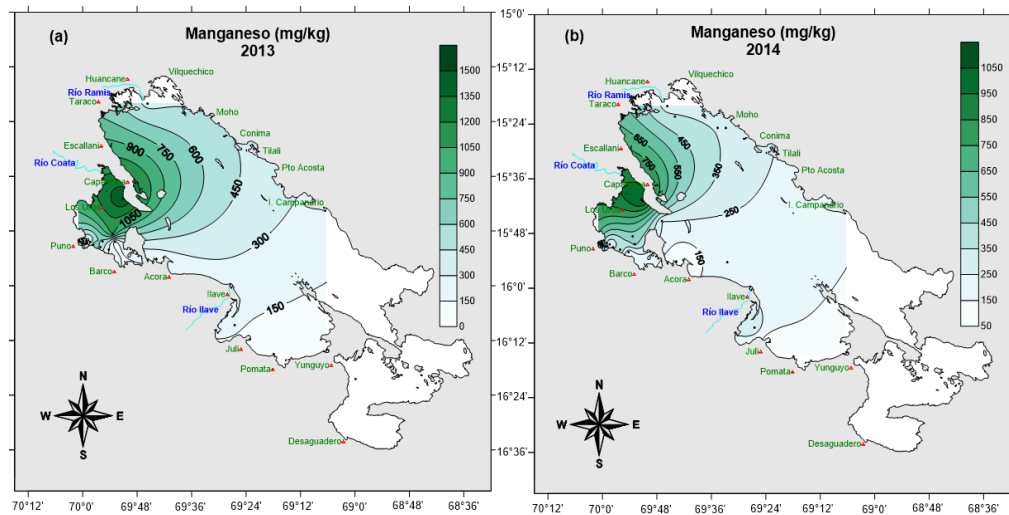 (a)
Manganeso (mg/kg)
2013
Vilquechico
Huancane
Río Ramis
Taraco
Moho
Conima
Tilali
Escallani
Pto Acosta
Río Coata
I. Campanario
Puno
Barco
Acora
Ilave
Río Ilave
Juli
Pomata
Yunguyo
Desaguadero
900
750
600
450
1050
300
150
1500
1350
1200
1050
900
750
600
450
300
150
0
N
W E
S
70°12' 70°0' 69°48' 69°36' 69°24' 69°12' 69°0' 68°48' 68°36'
(b)
Manganeso (mg/kg)
2014
Vilquechico
Huancane
Río Ramis
Taraco
Moho
Conima
Tilali
Escallani
Pto Acosta
Río Coata
I. Campanario
Puno
Barco
Acora
Ilave
Río Ilave
Juli
Pomata
Yunguyo
Desaguadero
650
750
550
450
350
250
150
1050
950
850
750
650
550
450
350
250
150
50
N
W E
S
15°0'
15°12'
15°24'
15°36'
15°48'
16°0'
16°12'
16°24'
16°36'
70°12' 70°0' 69°48' 69°36' 69°24' 69°12' 69°0' 68°48' 68°36'